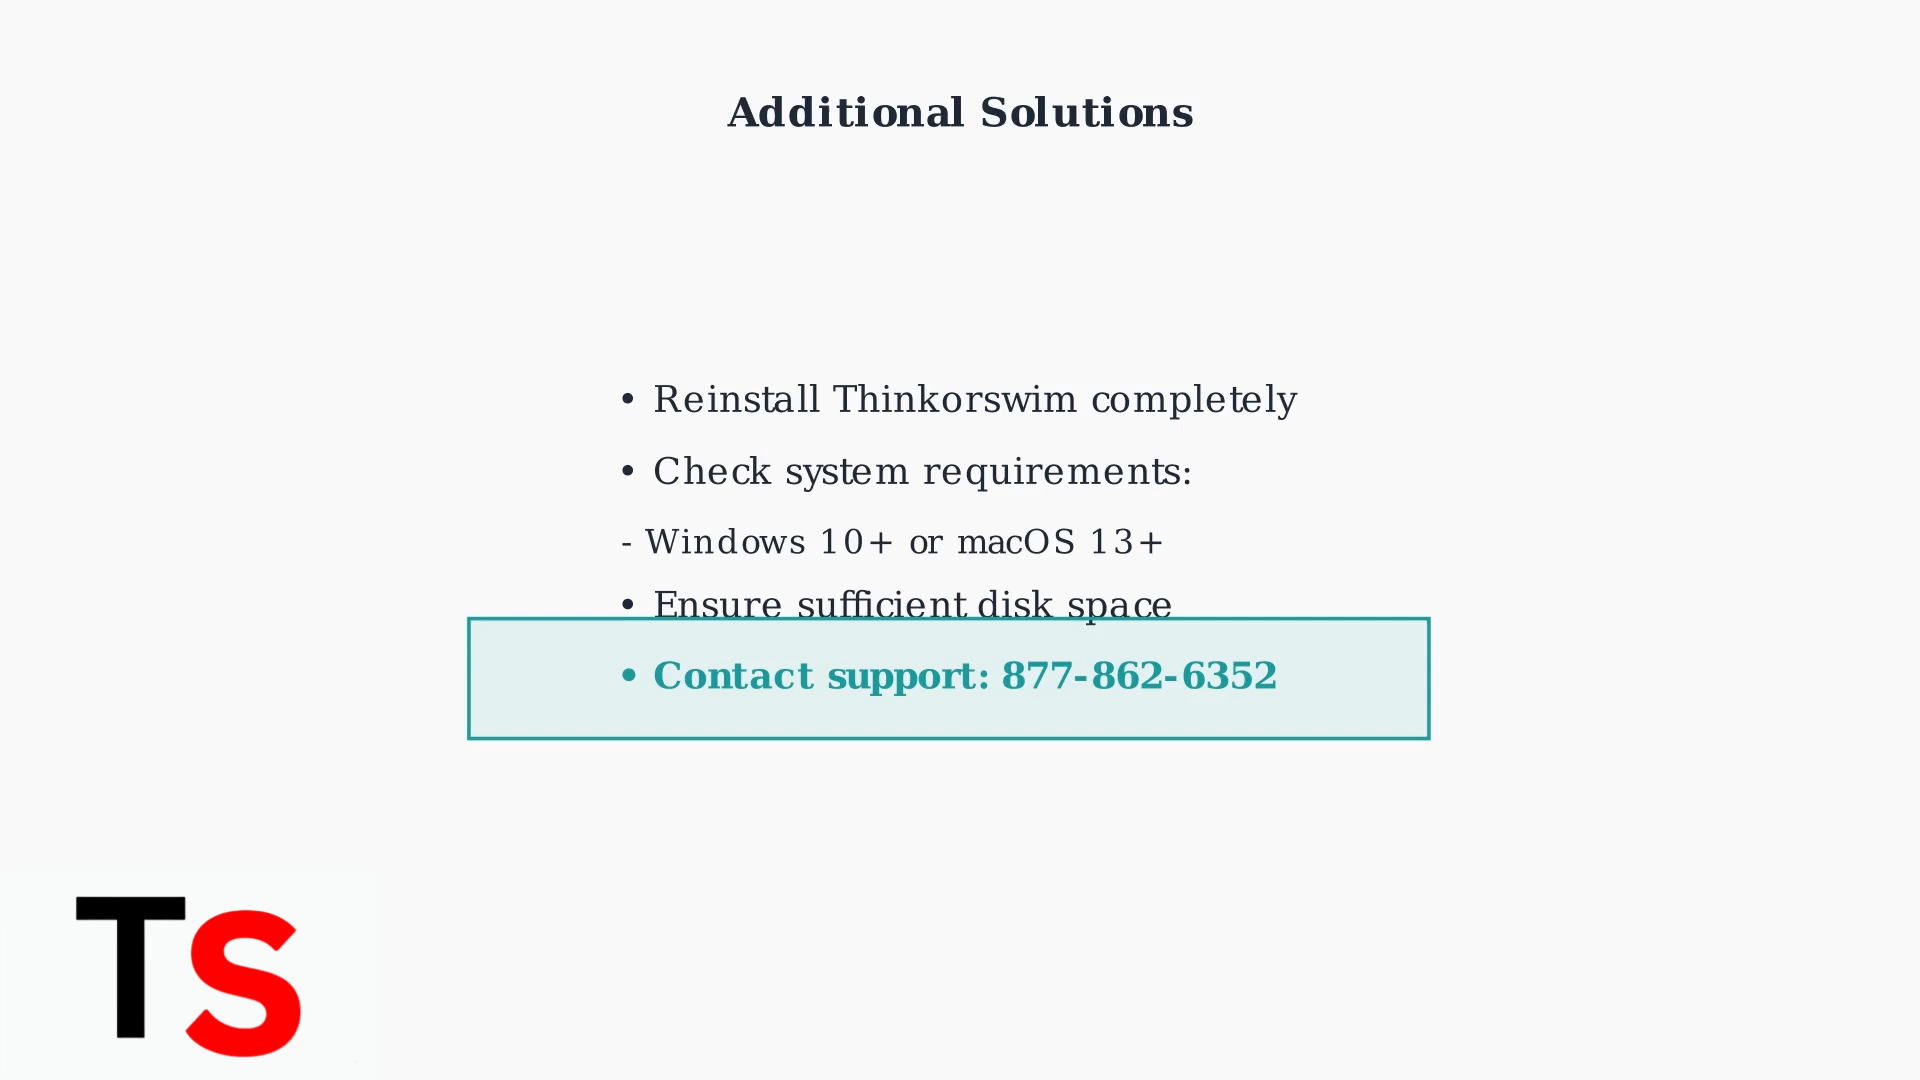 Additional Solutions
• Reinstall Thinkorswim completely
• Check system requirements:
- Windows 10+ or macOS 13+
• Ensure sufficient disk space
• Contact support: 877-862-6352
TS